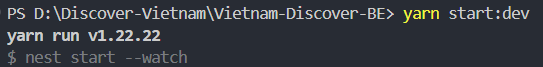 PS D:\Discover-Vietnam\Vietnam-Discover-BE> yarn start:dev
yarn run v1.22.22
$ nest start --watch